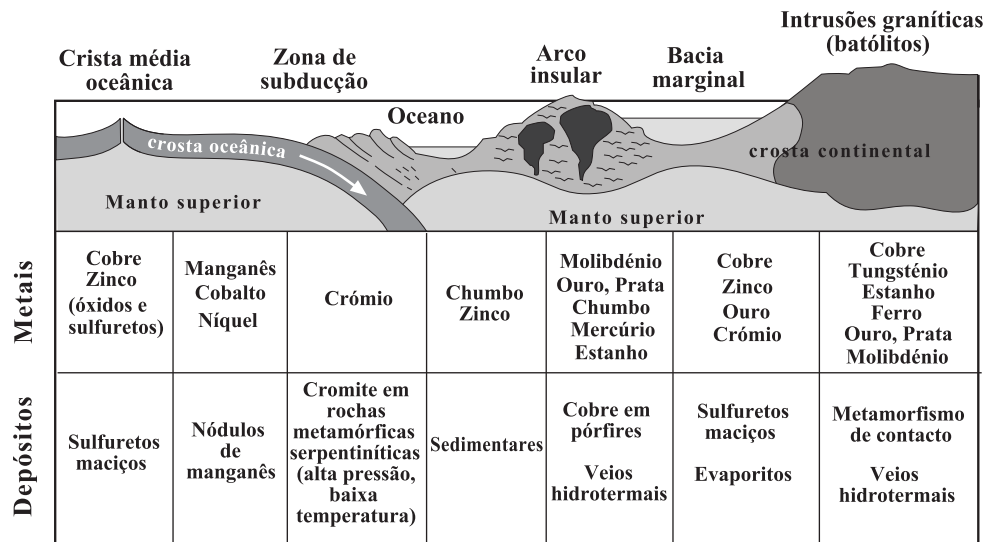 Crista média
oceânica
Zona de
subducção
Oceano
Arco
insular
Bacia
marginal
Intrusões graníticas
(batólitos)
crosta oceânica
crosta continental
Manto superior
Manto superior
Metais
Cobre
Zinco
(óxidos e
sulfuretos)
Manganês
Cobalto
Níquel
Crómio
Chumbo
Zinco
Molibdénio
Ouro, Prata
Chumbo
Mercúrio
Estanho
Cobre
Zinco
Ouro
Crómio
Cobre
Tungsténio
Estanho
Ferro
Ouro, Prata
Molibdénio
Depósitos
Sulfuretos
maciços
Nódulos
de
manganês
Cromite em
rochas
metamórficas
serpentiníticas
(alta pressão,
baixa
temperatura)
Sedimentares
Cobre em
pórfires
Veios
hidrotermais
Sulfuretos
maciços
Evaporitos
Metamorfismo
de contacto
Veios
hidrotermais